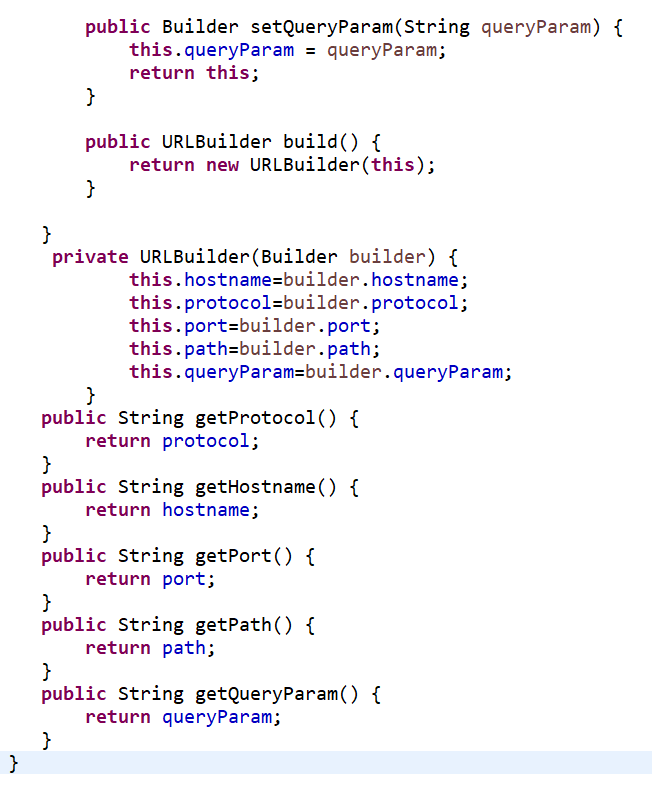 public Builder setQueryParam(String queryParam) {
this.queryParam = queryParam;
return this;
}
public URLBuilder build() {
return new URLBuilder(this);
}
}
private URLBuilder(Builder builder) {
this.hostname=builder.hostname;
this.protocol=builder.protocol;
this.port=builder.port;
this.path=builder.path;
this.queryParam=builder.queryParam;
}
public String getProtocol() {
return protocol;
}
public String getHostname() {
return hostname;
}
public String getPort() {
return port;
}
public String getPath() {
return path;
}
public String getQueryParam() {
return queryParam;
}
}